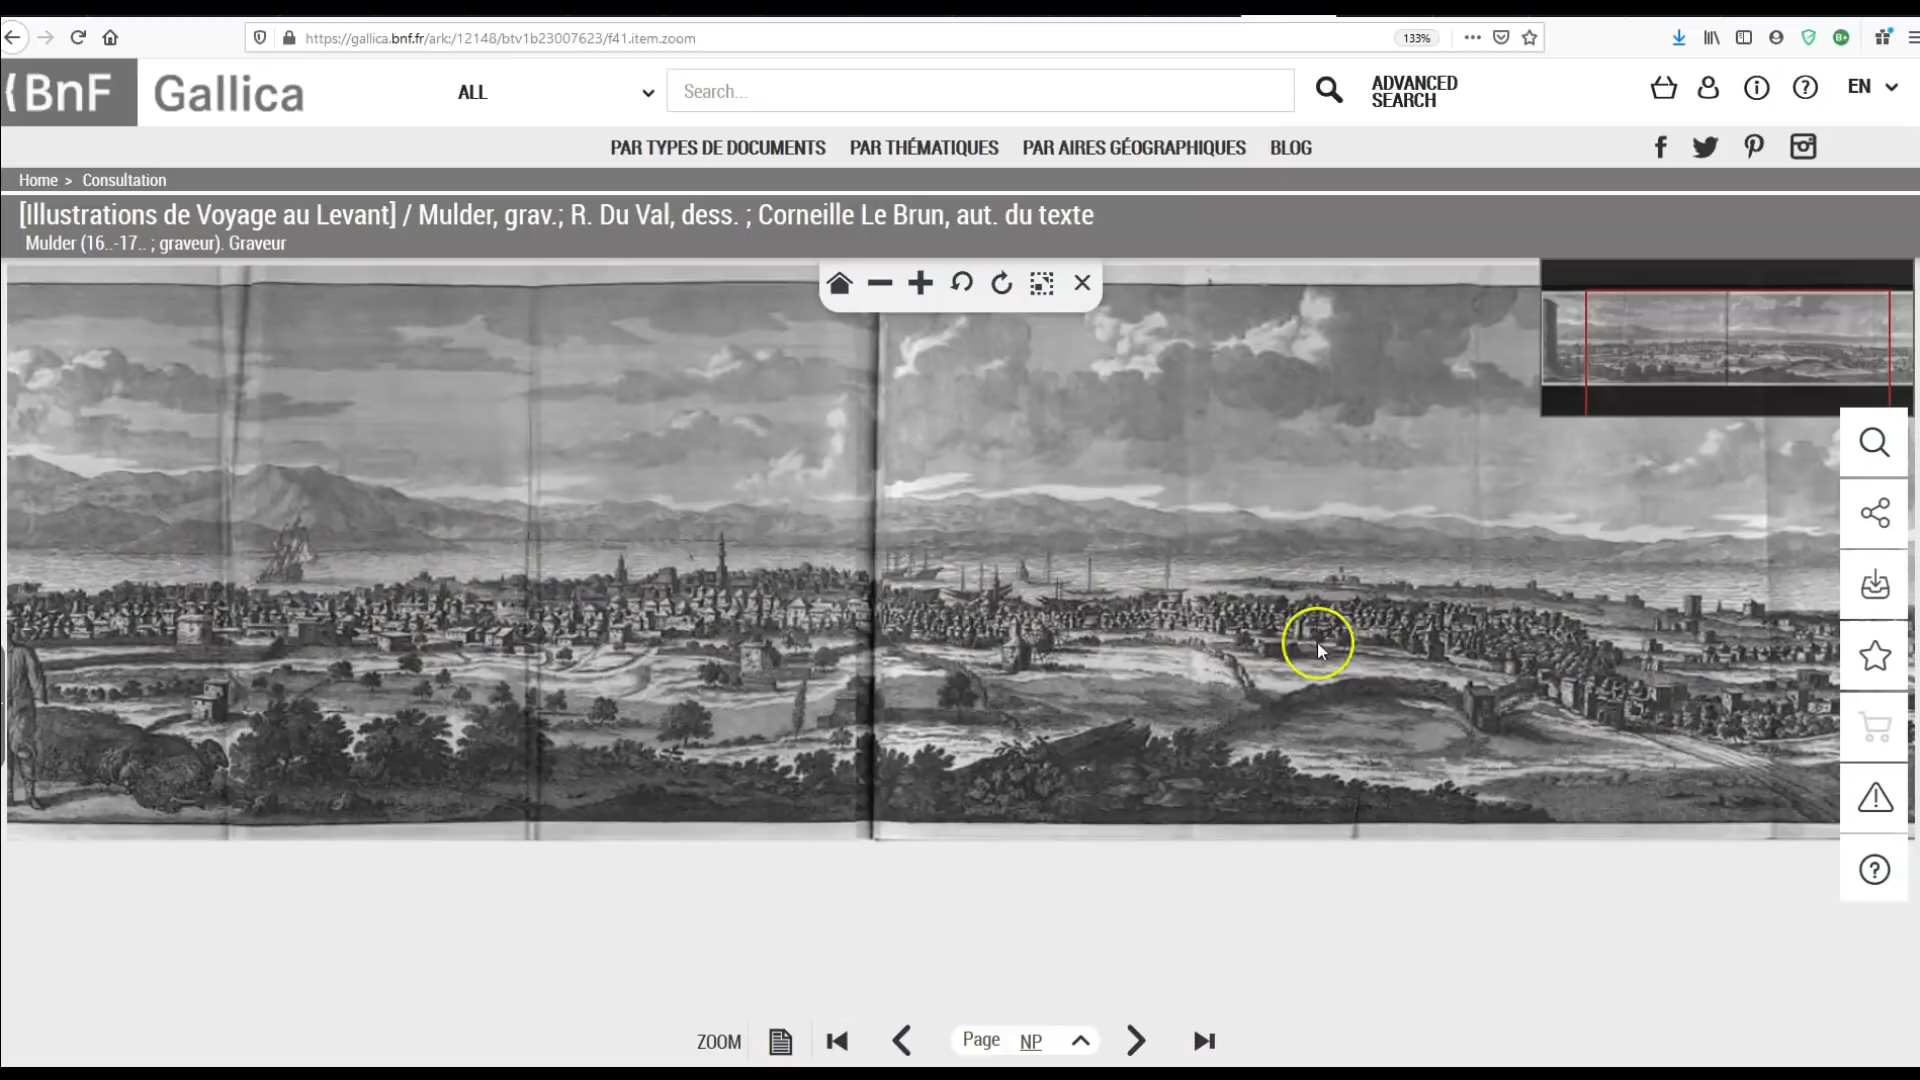 https://gallica.bnf.fr/ark:/12148/btv1b23007623/f41.item.zoom
133%
BnF Gallica
ALL
Search...
ADVANCED
SEARCH
EN
PAR TYPES DE DOCUMENTS PAR THÉMATIQUES PAR AIRES GÉOGRAPHIQUES BLOG
Home > Consultation
[Illustrations de Voyage au Levant] / Mulder, grav.; R. Du Val, dess. ; Corneille Le Brun, aut. du texte
Mulder (16..-17.. ; graveur). Graveur
ZOOM
Page NP